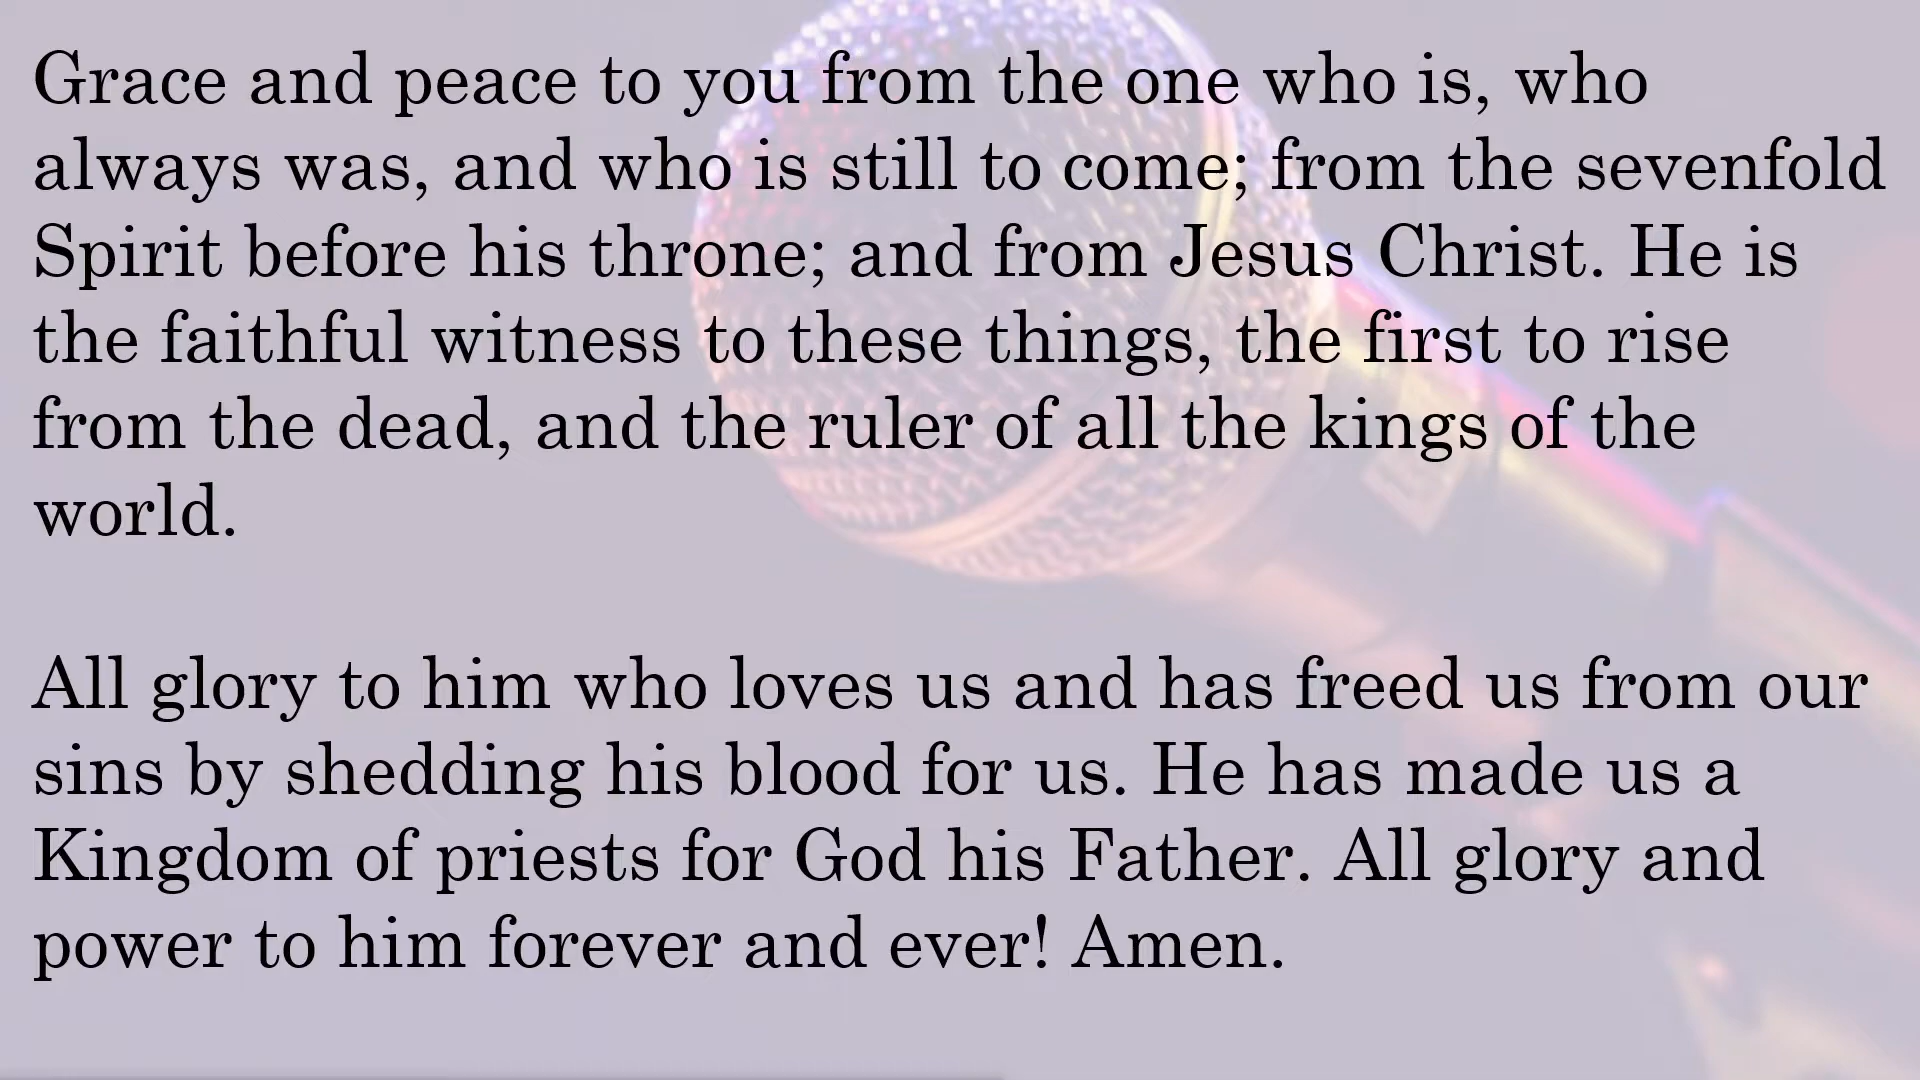 Grace and peace to you from the one who is, who
always was, and who is still to come; from the sevenfold
Spirit before his throne; and from Jesus Christ. He is
the faithful witness to these things, the first to rise
from the dead, and the ruler of all the kings of the
world.
All glory to him who loves us and has freed us from our
sins by shedding his blood for us. He has made us a
Kingdom of priests for God his Father. All glory and
power to him forever and ever! Amen.